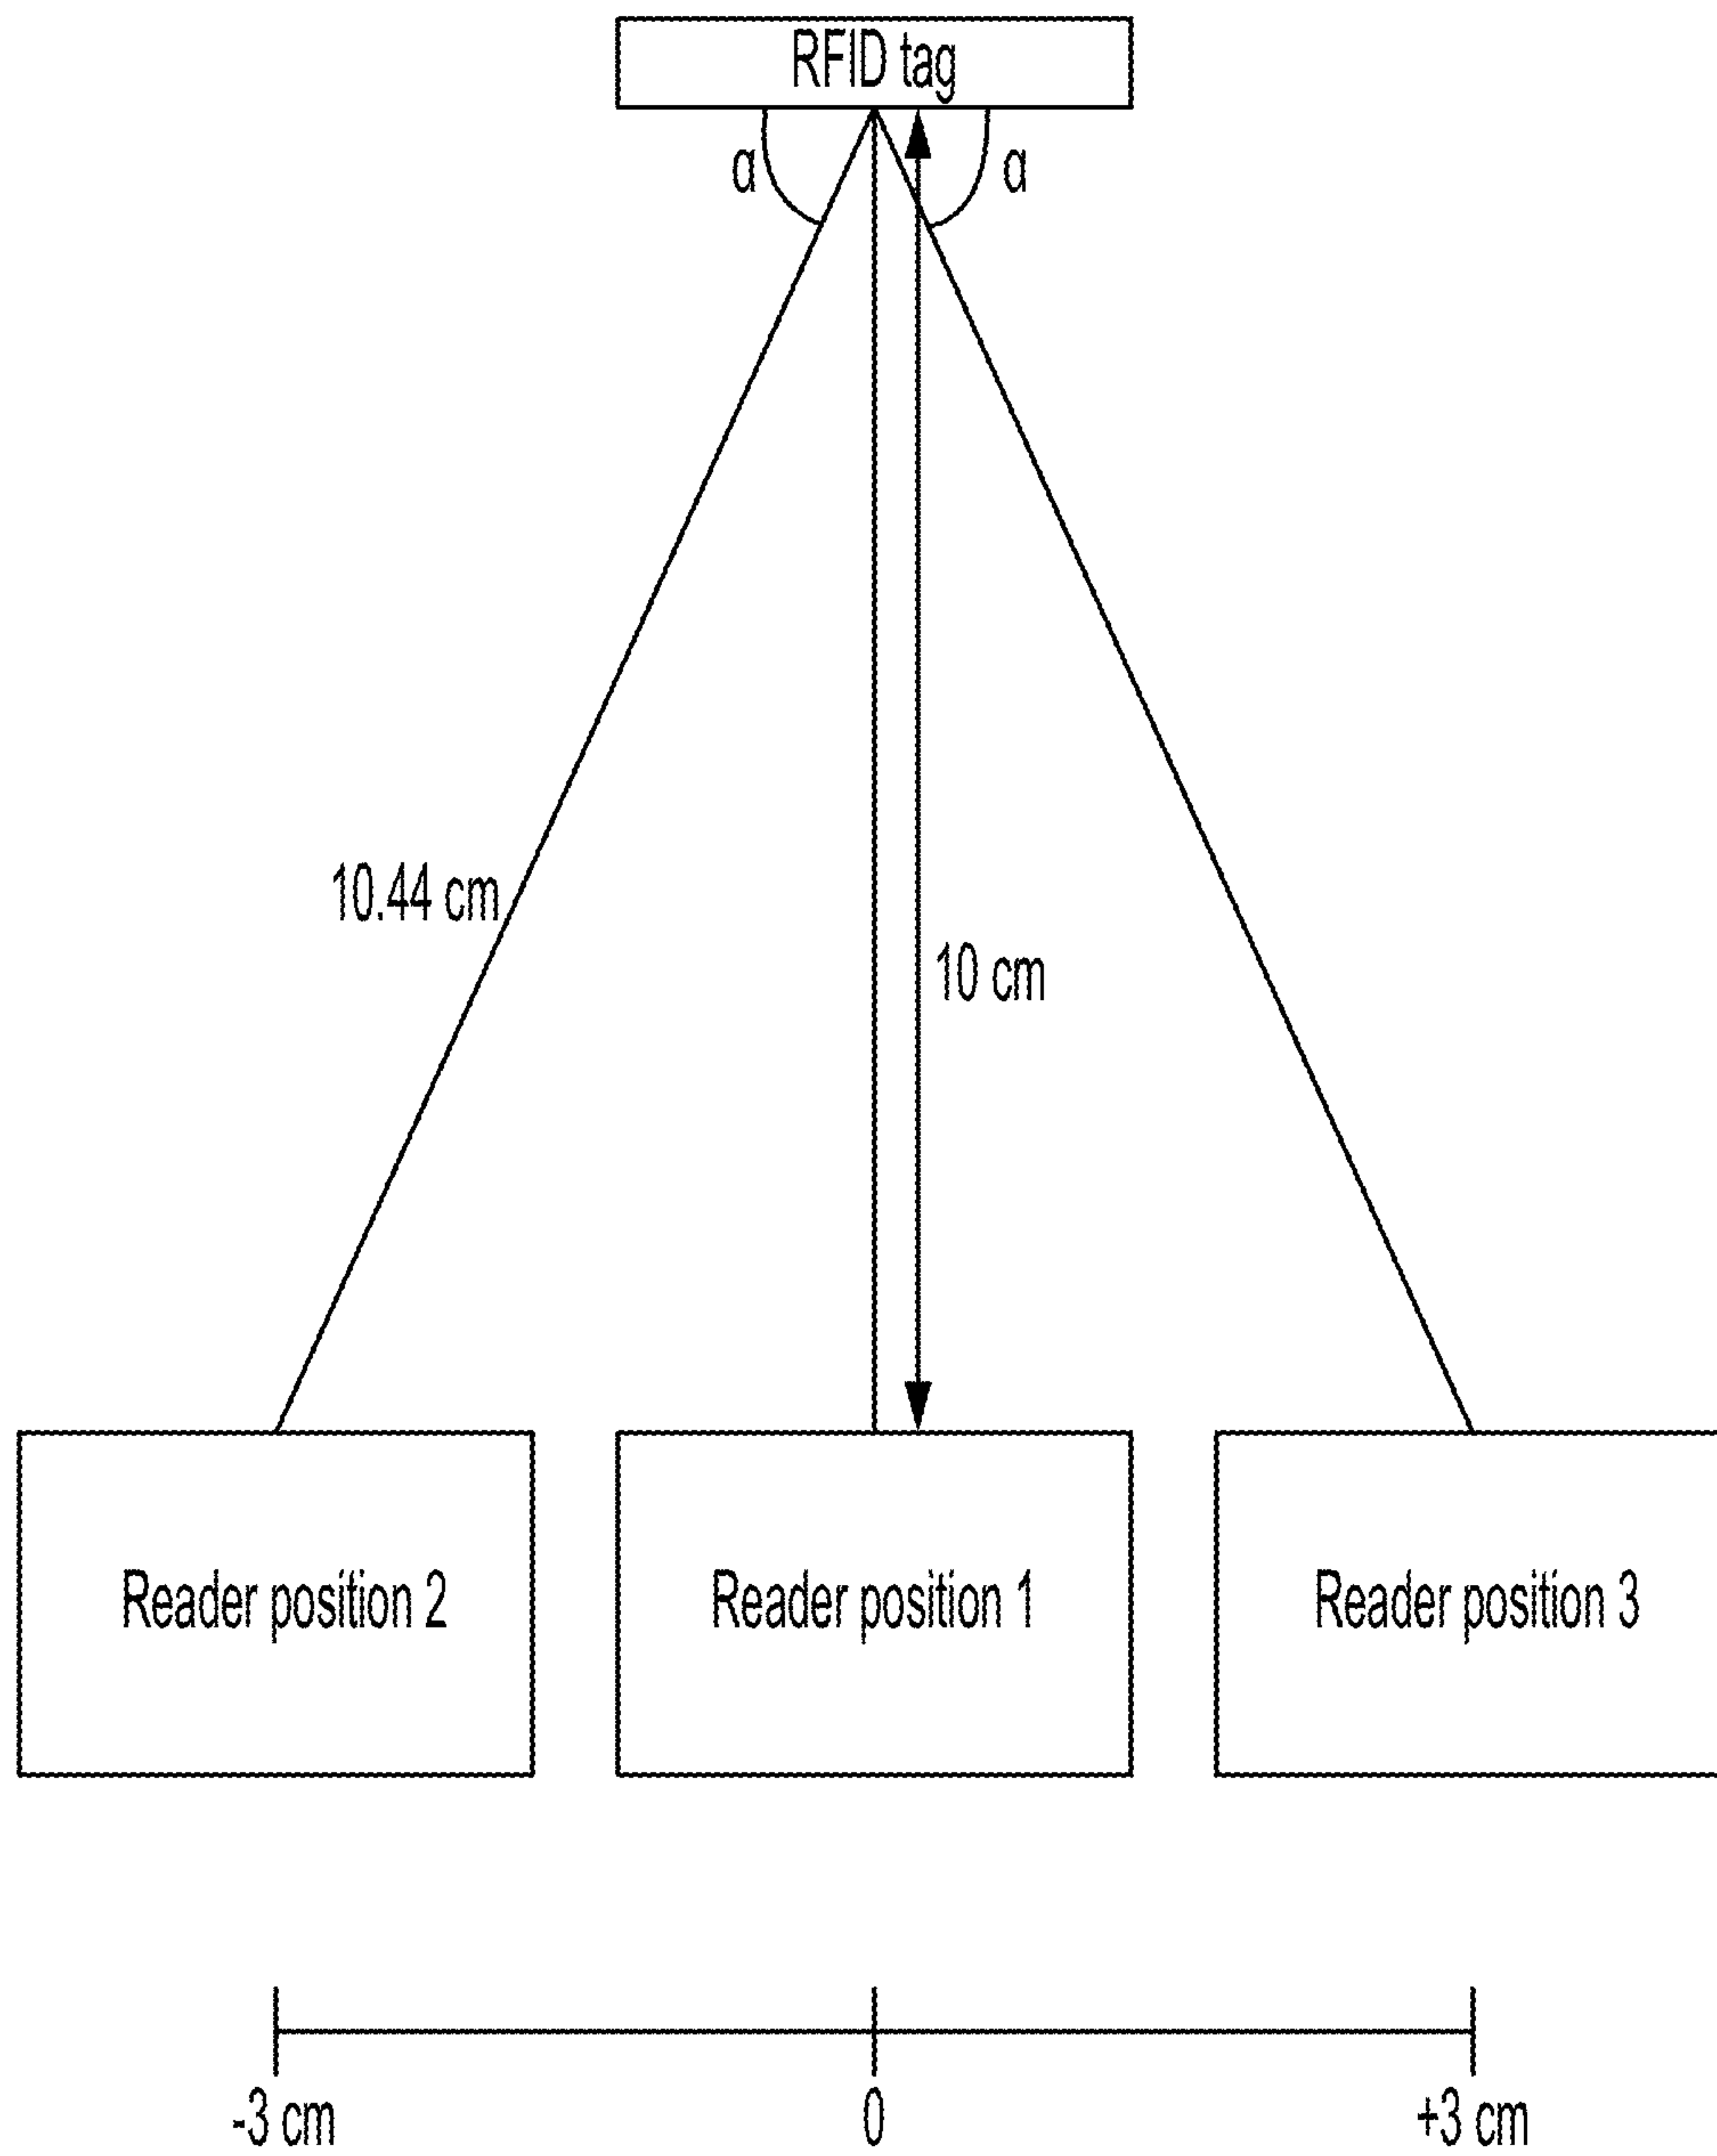 RFID tag
α
α
10.44 cm
10 cm
Reader position 2
Reader position 1
Reader position 3
-3 cm
0
+3 cm